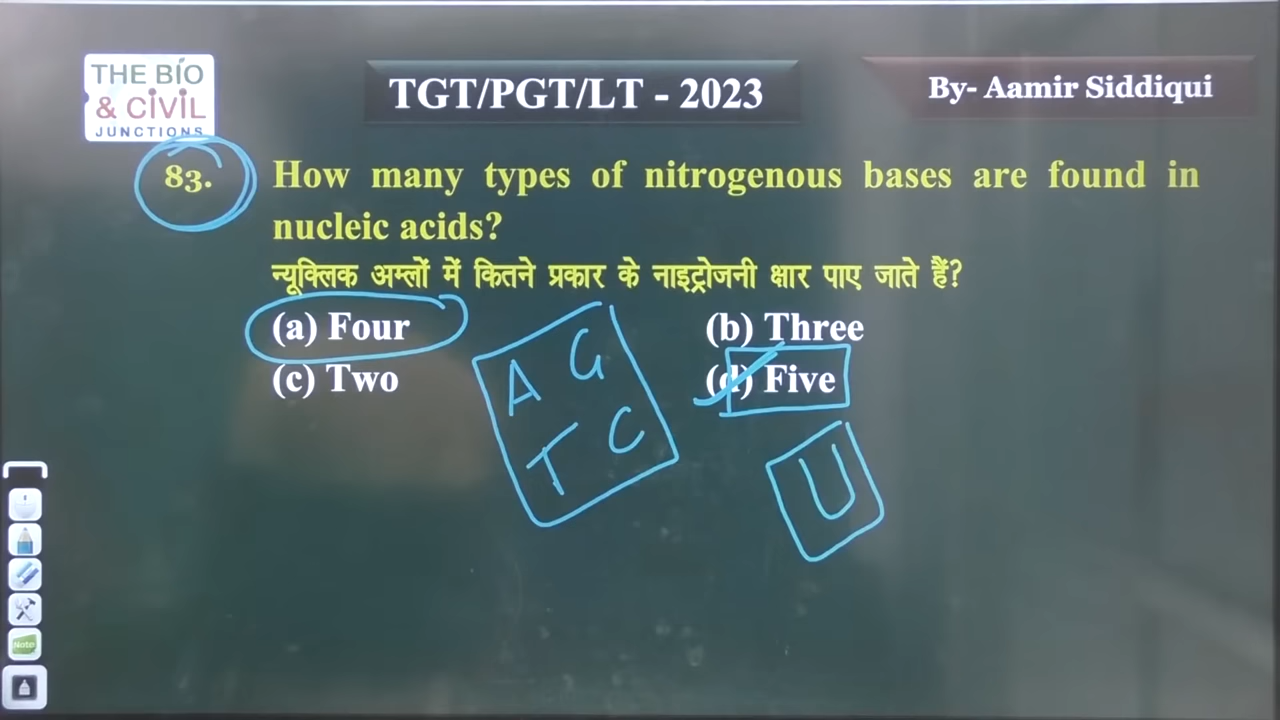 THE BIO
& CIVIL
JUNCTIONS
TGT/PGT/LT - 2023
By- Aamir Siddiqui
83. How many types of nitrogenous bases are found in
nucleic acids?
न्यूक्लिक अम्लों में कितने प्रकार के नाइट्रोजनी क्षार पाए जाते हैं?
(a) Four (b) Three
(c) Two (d) Five
A G
T C
U
Note